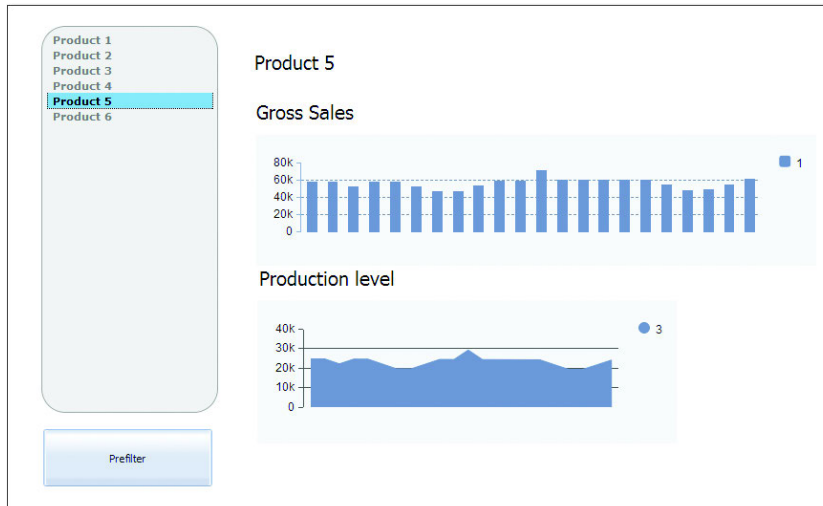 Product 1
Product 2
Product 3
Product 4
Product 5
Product 6
Prefilter
Product 5
Gross Sales
80k
60k
40k
20k
0
1
Production level
40k
30k
20k
10k
0
3